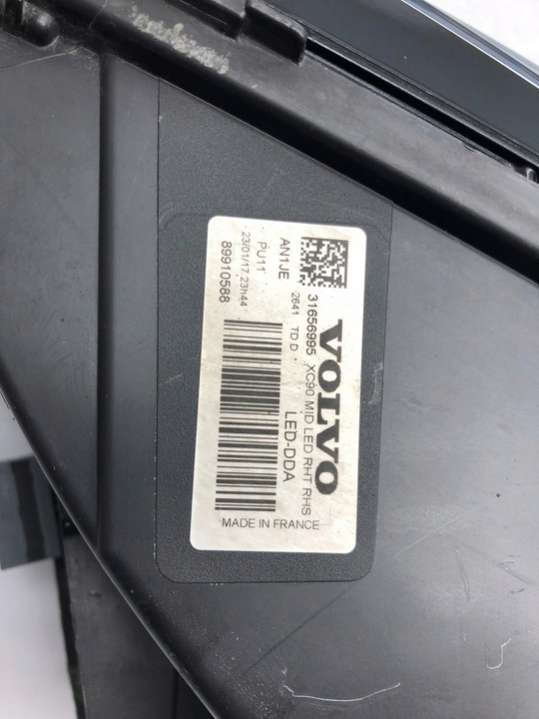 VOLVO
31656995 XC90 MID LED RHT RHS
2641 TD D LED-DDA
AN1JE
PU11
23/01/17, 23h44
89910588
MADE IN FRANCE